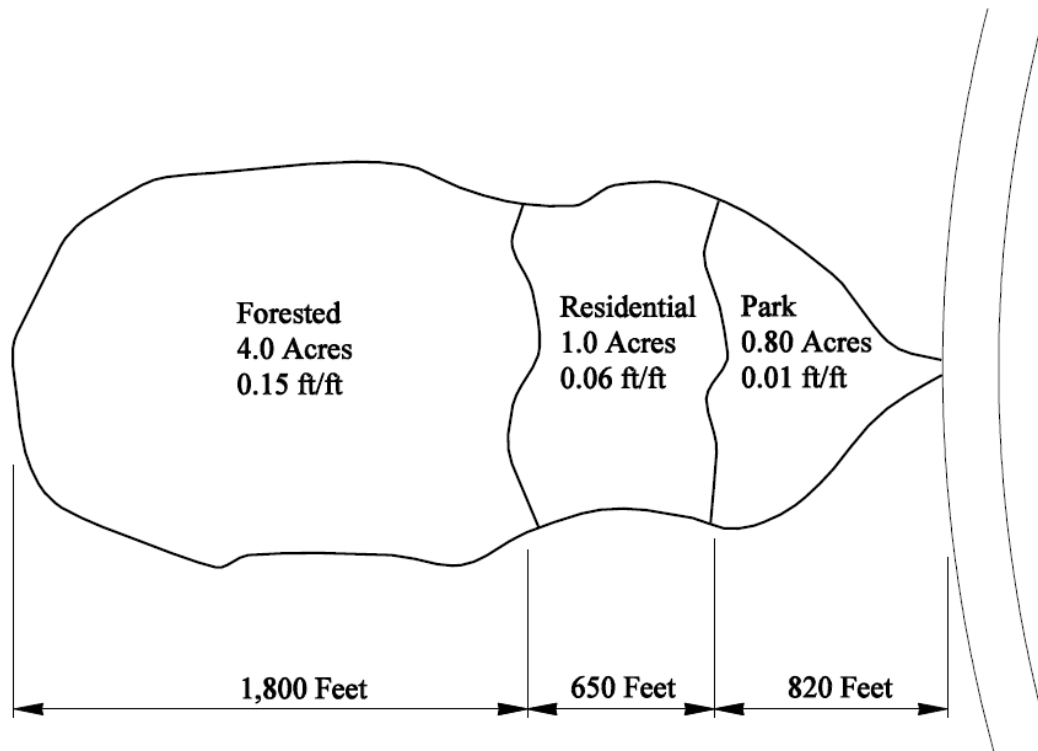 Forested
4.0 Acres
0.15 ft/ft
Residential
1.0 Acres
0.06 ft/ft
Park
0.80 Acres
0.01 ft/ft
1,800 Feet
650 Feet
820 Feet